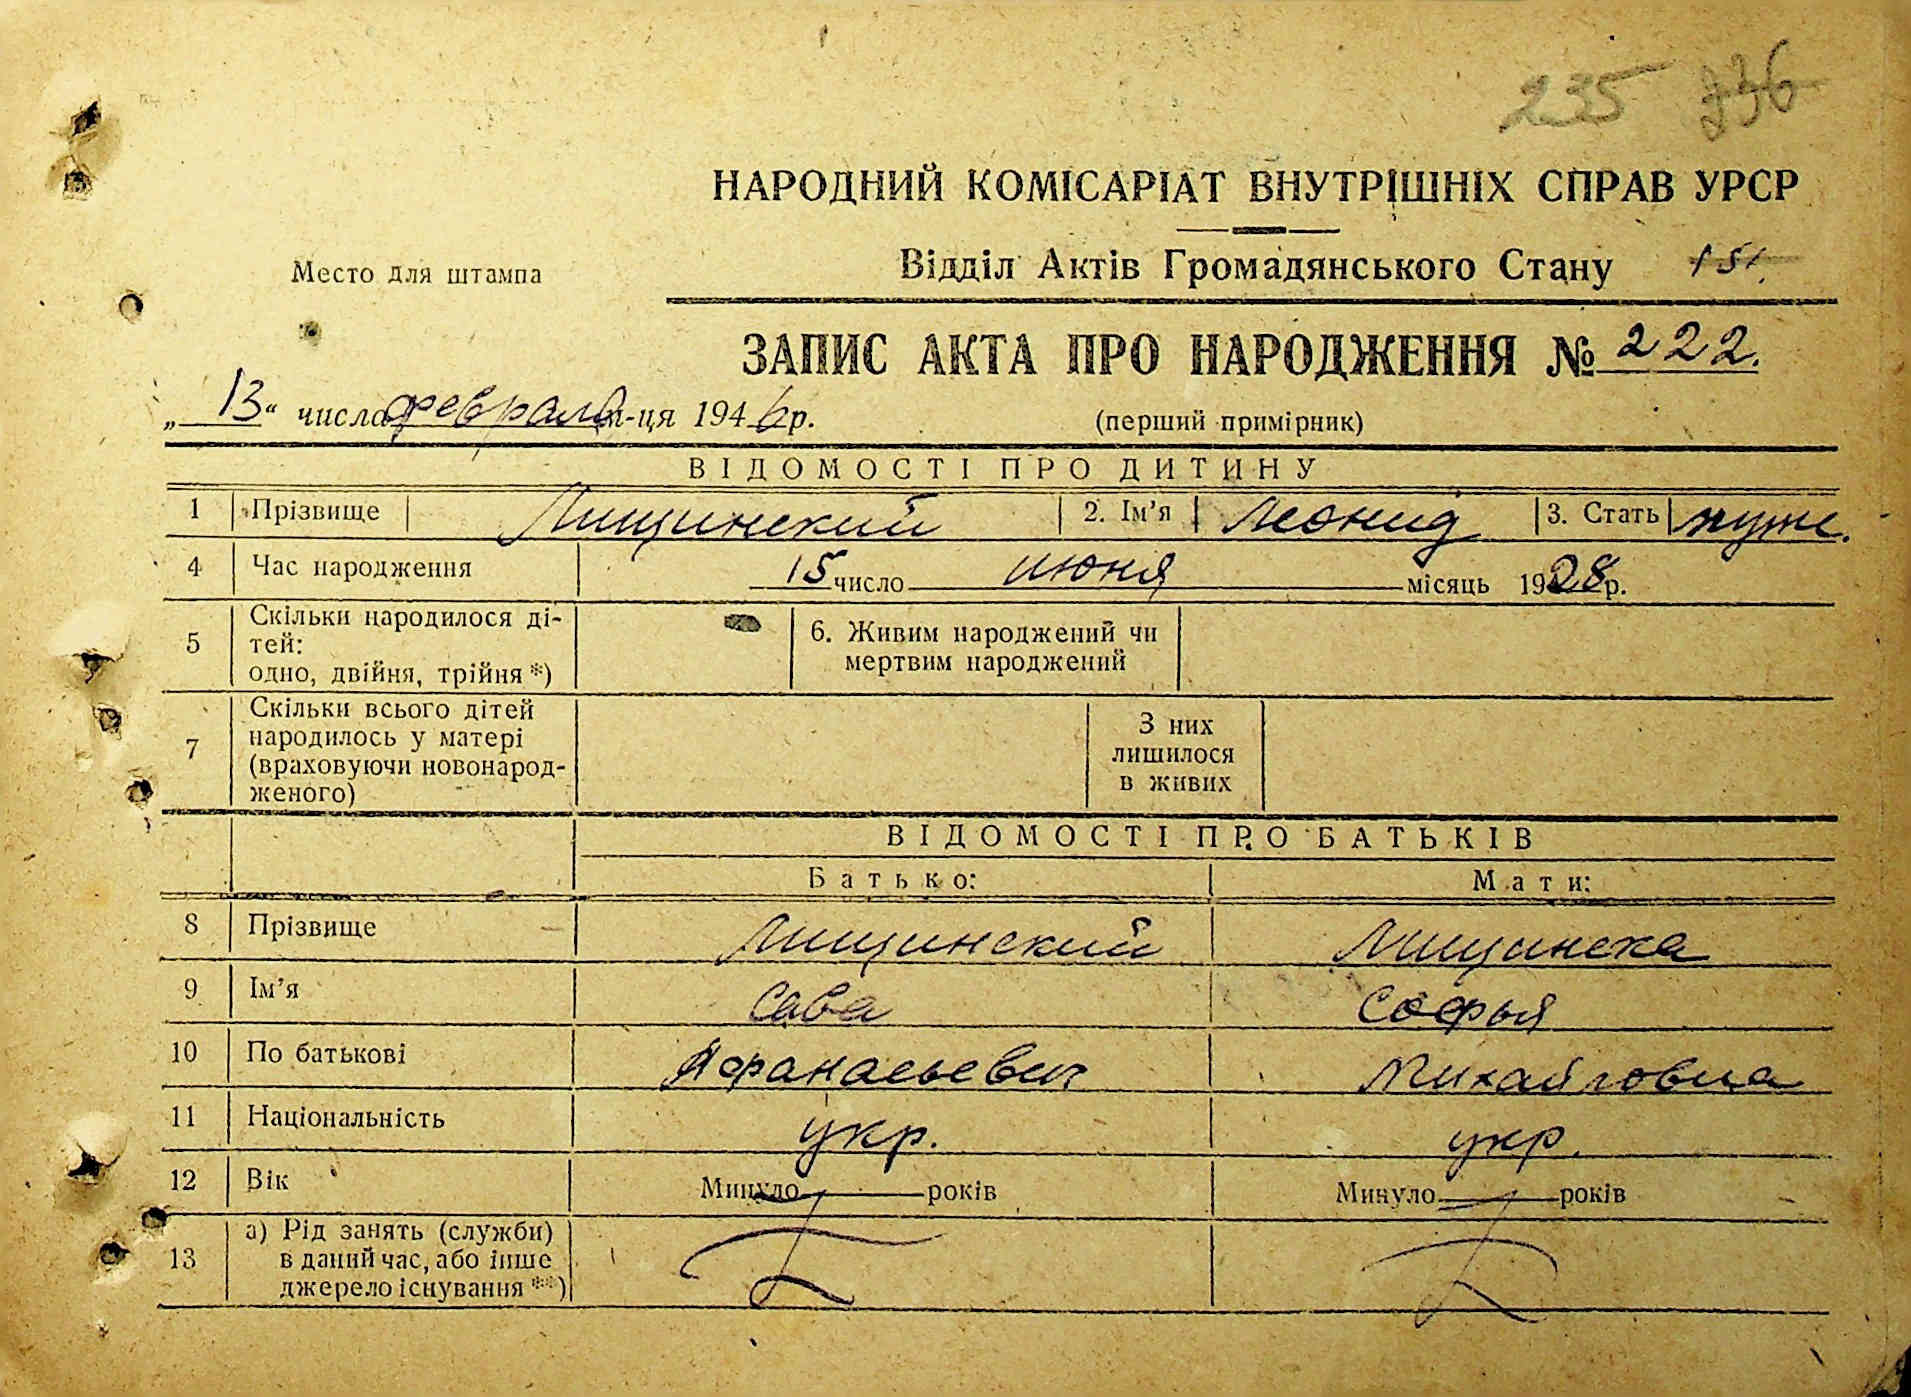 235 236
НАРОДНИЙ КОМІСАРІАТ ВНУТРІШНІХ СПРАВ УРСР
Место для штампа
Відділ Актів Громадянського Стану 151.
ЗАПИС АКТА ПРО НАРОДЖЕННЯ № 222.
„13“ числа февраля м-ця 1946 р. (перший примірник)
ВІДОМОСТІ ПРО ДИТИНУ
1 Прізвище Лищинский 2. Ім’я Леонид 3. Стать муж.
4 Час народження 15 число июня місяць 1928 р.
5 Скільки народилося ді-
тей:
одно, двійня, трійня *)
6. Живим народжений чи
мертвим народжений
7 Скільки всього дітей
народилось у матері
(враховуючи новонарод-
женого)
З них
лишилося
в живих
ВІДОМОСТІ ПРО БАТЬКІВ
Батько: Мати:
8 Прізвище Лищинский Лищинска
9 Ім’я Сава Софья
10 По батькові Афанасьевич Михайловна
11 Національність укр. укр.
12 Вік Минуло років Минуло років
13 а) Рід занять (служби)
в даний час, або інше
джерело існування **)